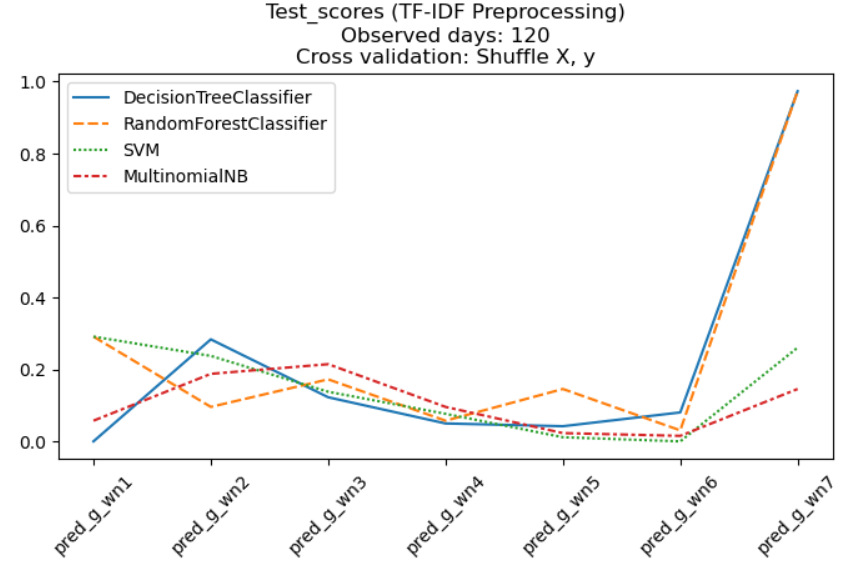 Test_scores (TF-IDF Preprocessing)
Observed days: 120
Cross validation: Shuffle X, y
1.0
0.8
0.6
0.4
0.2
0.0
DecisionTreeClassifier
RandomForestClassifier
SVM
MultinomialNB
pred_g_wn1
pred_g_wn2
pred_g_wn3
pred_g_wn4
pred_g_wn5
pred_g_wn6
pred_g_wn7